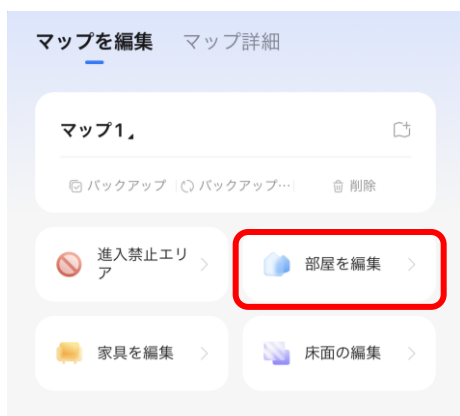 マップを編集 マップ詳細
マップ1
バックアップ バックアップ… 削除
進入禁止エリ
ア
部屋を編集
家具を編集 床面の編集